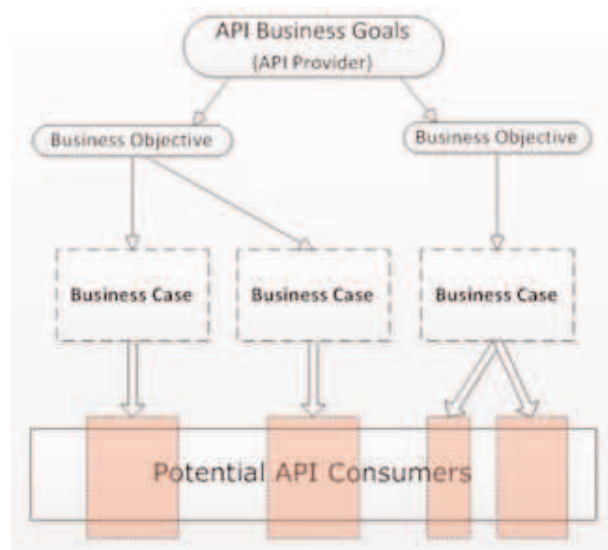 API Business Goals
(API Provider)
Business Objective
Business Objective
Business Case
Business Case
Business Case
Potential API Consumers